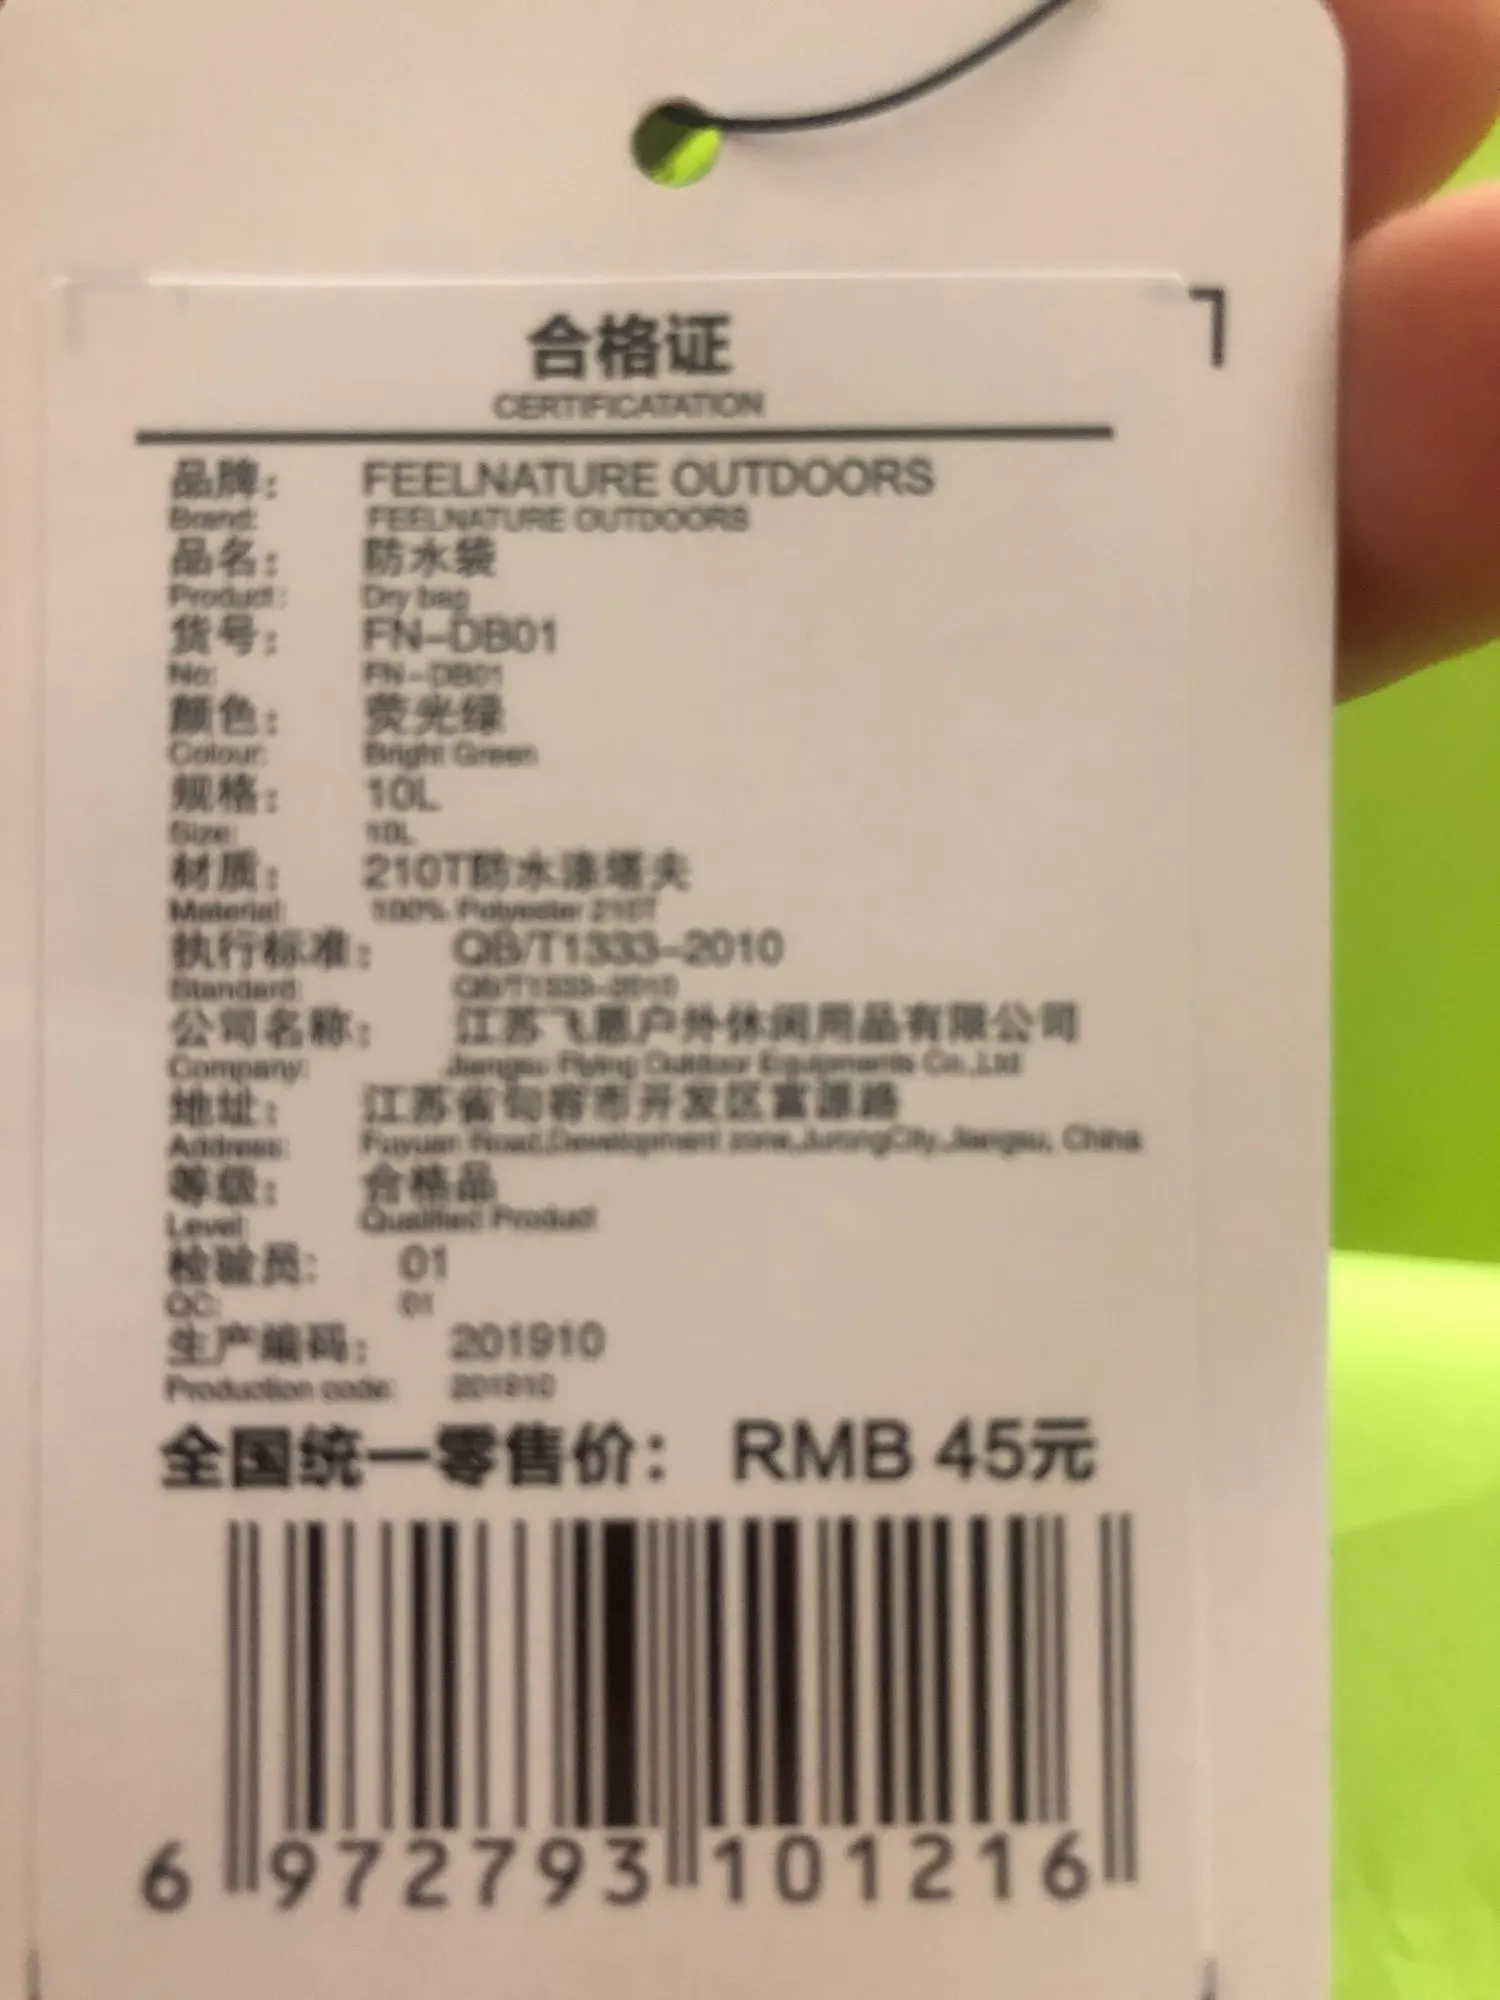 合格证
CERTIFICATATION
品牌： FEELNATURE OUTDOORS
Brand: FEELNATURE OUTDOORS
品名： 防水袋
Product: Dry bag
货号： FN-DB01
No: FN-DB01
颜色： 荧光绿
Colour: Bright Green
规格： 10L
Size: 10L
材质： 210T防水涤塔夫
Material: 100% Polyester 210T
执行标准： QB/T1333-2010
Standard: QB/T1333-2010
公司名称： 江苏飞恩户外休闲用品有限公司
Company: Jiangsu Flying Outdoor Equipments Co.,Ltd
地址： 江苏省句容市开发区富源路
Address: Fuyuan Road,Development zone,JurongCity,Jiangsu, China
等级： 合格品
Level: Qualified Product
检验员： 01
QC: 01
生产编码： 201910
Production code: 201910
全国统一零售价： RMB 45元
6 972793 101216